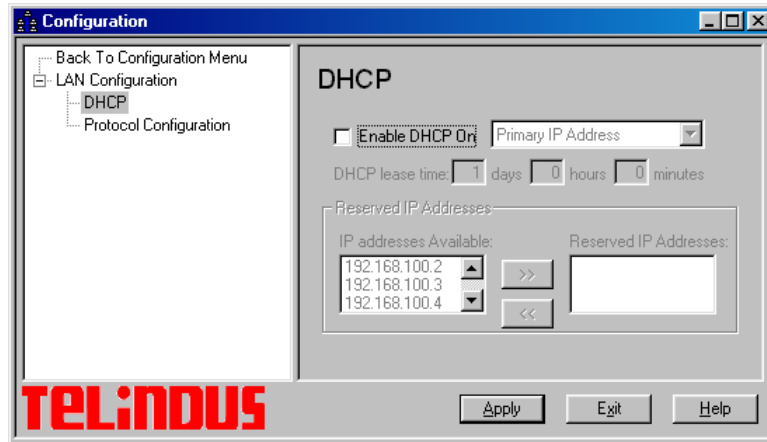 Configuration
Back To Configuration Menu
LAN Configuration
DHCP
Protocol Configuration
DHCP
Enable DHCP On Primary IP Address
DHCP lease time: 1 days 0 hours 0 minutes
Reserved IP Addresses
IP addresses Available: Reserved IP Addresses:
192.168.100.2
192.168.100.3
192.168.100.4
>>
<<
TELINDUS
Apply Exit Help